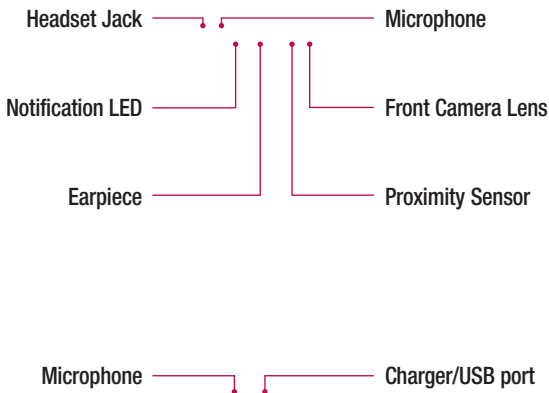 Headset Jack
Microphone
Notification LED
Front Camera Lens
Earpiece
Proximity Sensor
Microphone
Charger/USB port